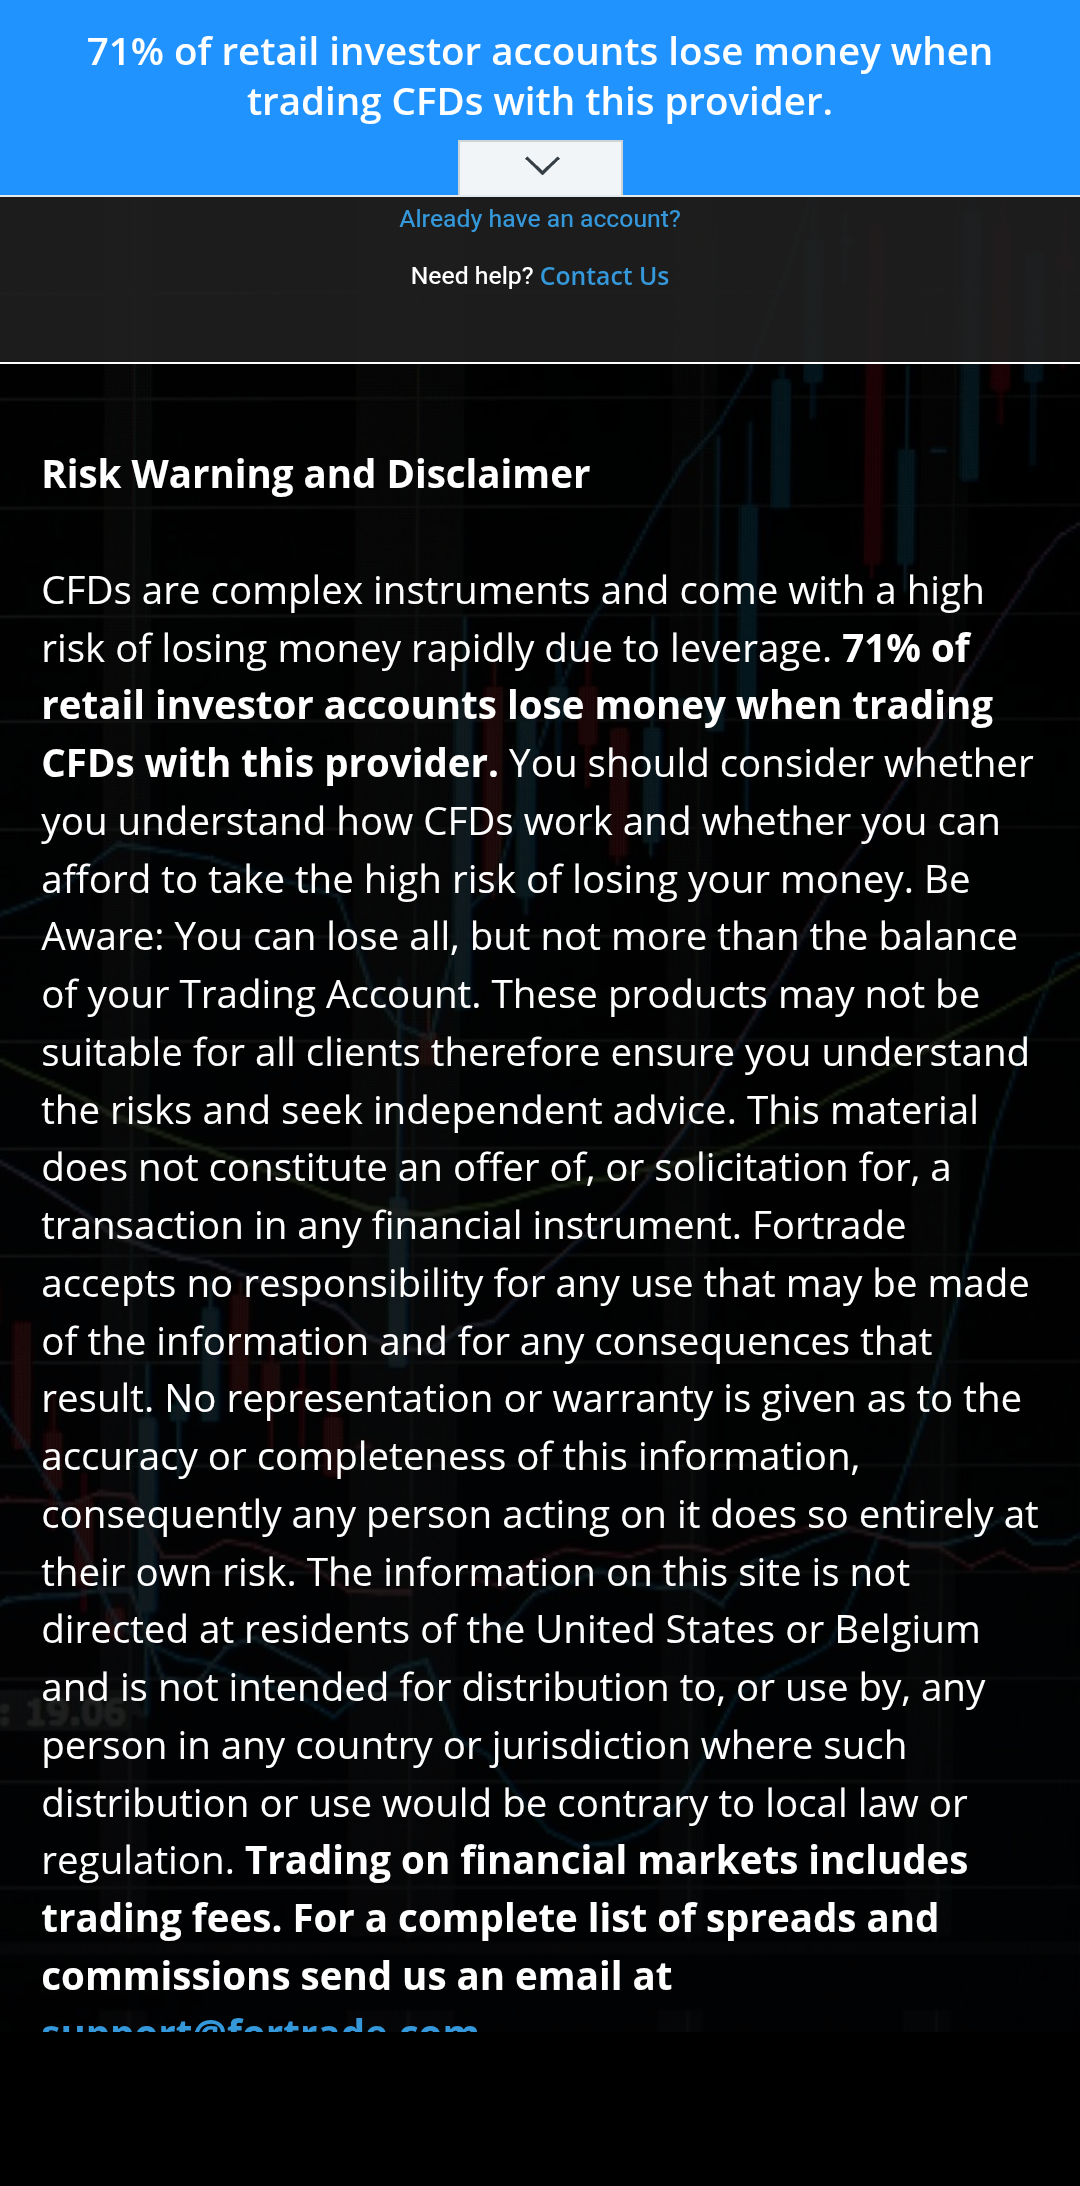 71% of retail investor accounts lose money when
trading CFDs with this provider.
Already have an account?
Need help? Contact Us
Risk Warning and Disclaimer
CFDs are complex instruments and come with a high
risk of losing money rapidly due to leverage. 71% of
retail investor accounts lose money when trading
CFDs with this provider. You should consider whether
you understand how CFDs work and whether you can
afford to take the high risk of losing your money. Be
Aware: You can lose all, but not more than the balance
of your Trading Account. These products may not be
suitable for all clients therefore ensure you understand
the risks and seek independent advice. This material
does not constitute an offer of, or solicitation for, a
transaction in any financial instrument. Fortrade
accepts no responsibility for any use that may be made
of the information and for any consequences that
result. No representation or warranty is given as to the
accuracy or completeness of this information,
consequently any person acting on it does so entirely at
their own risk. The information on this site is not
directed at residents of the United States or Belgium
and is not intended for distribution to, or use by, any
: 19.06
person in any country or jurisdiction where such
distribution or use would be contrary to local law or
regulation. Trading on financial markets includes
trading fees. For a complete list of spreads and
commissions send us an email at
support@fortrade.com